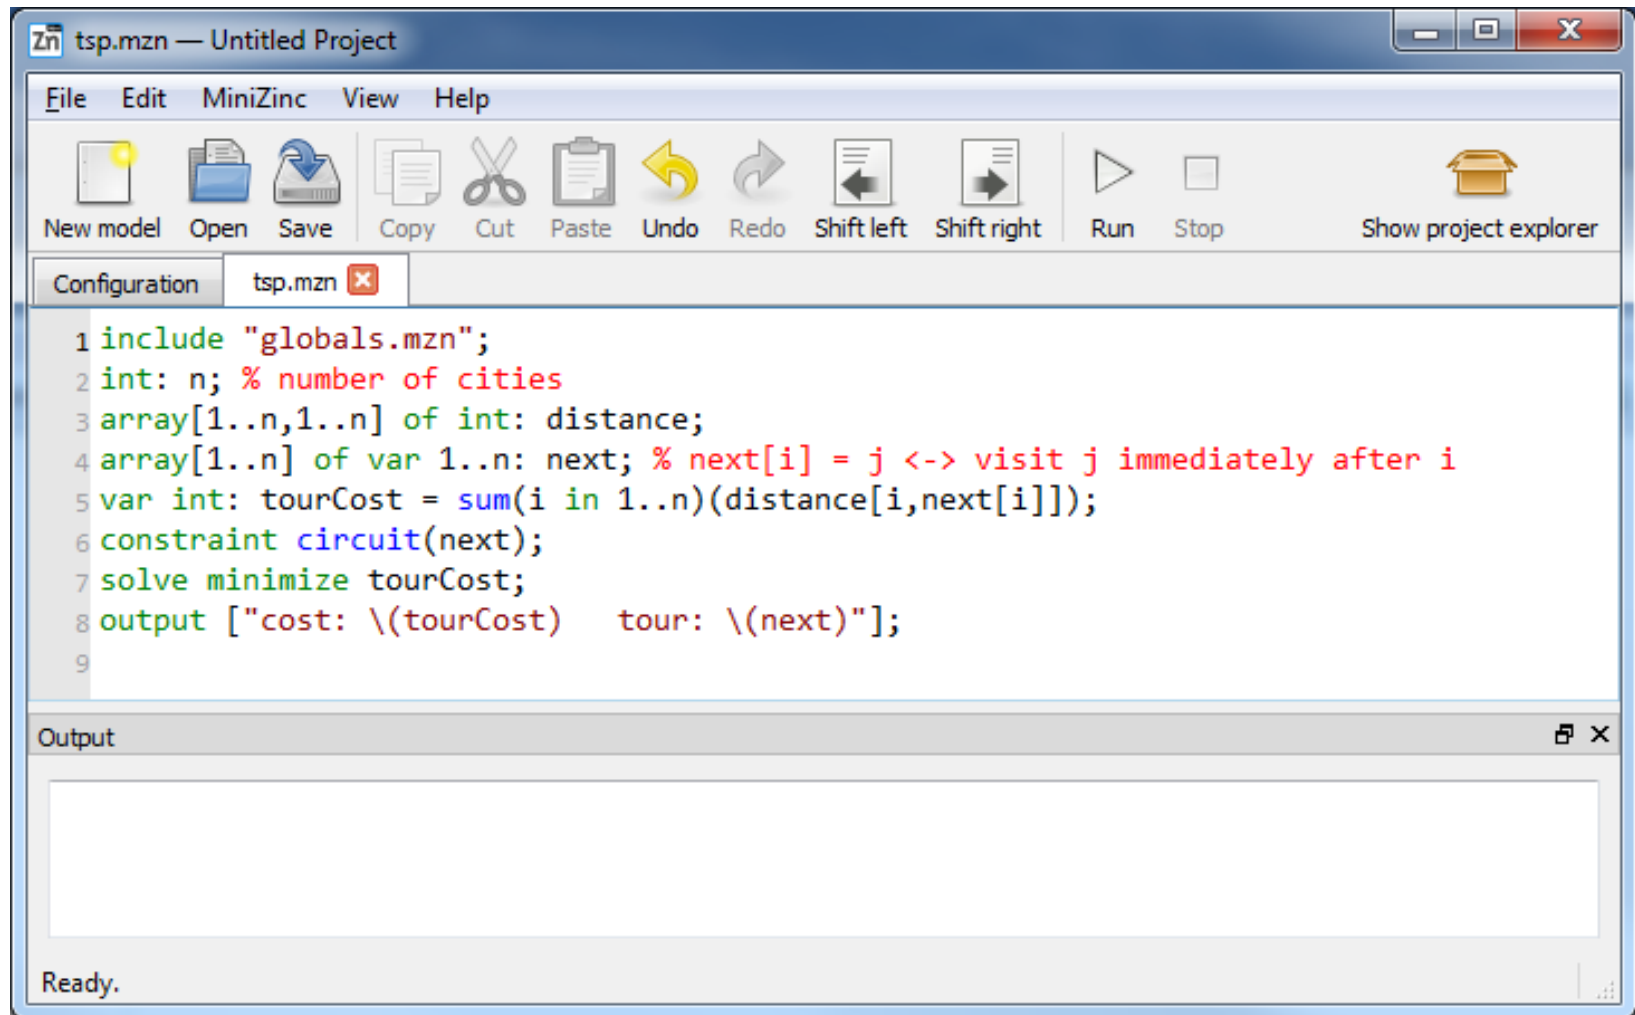 Zn tsp.mzn — Untitled Project
File Edit MiniZinc View Help
New model Open Save Copy Cut Paste Undo Redo Shift left Shift right Run Stop Show project explorer
Configuration tsp.mzn
1 include "globals.mzn";
2 int: n; % number of cities
3 array[1..n,1..n] of int: distance;
4 array[1..n] of var 1..n: next; % next[i] = j <-> visit j immediately after i
5 var int: tourCost = sum(i in 1..n)(distance[i,next[i]]);
6 constraint circuit(next);
7 solve minimize tourCost;
8 output ["cost: \(tourCost)   tour: \(next)"];
9
Output
Ready.